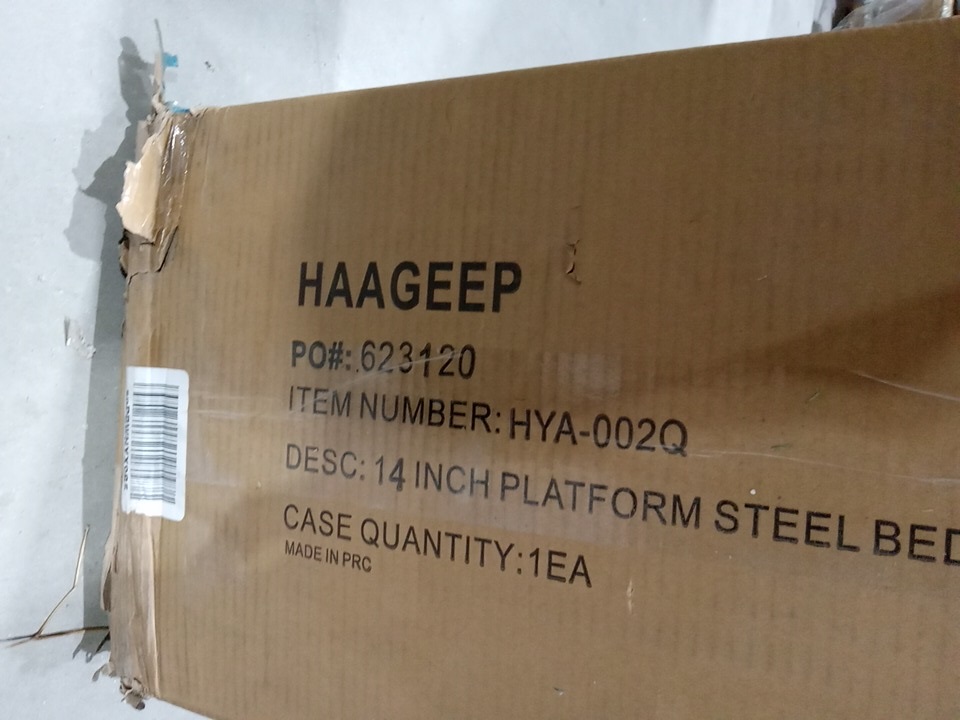 HAAGEEP
PO#: 623120
ITEM NUMBER: HYA-002Q
DESC: 14 INCH PLATFORM STEEL BED
CASE QUANTITY:1EA
MADE IN PRC